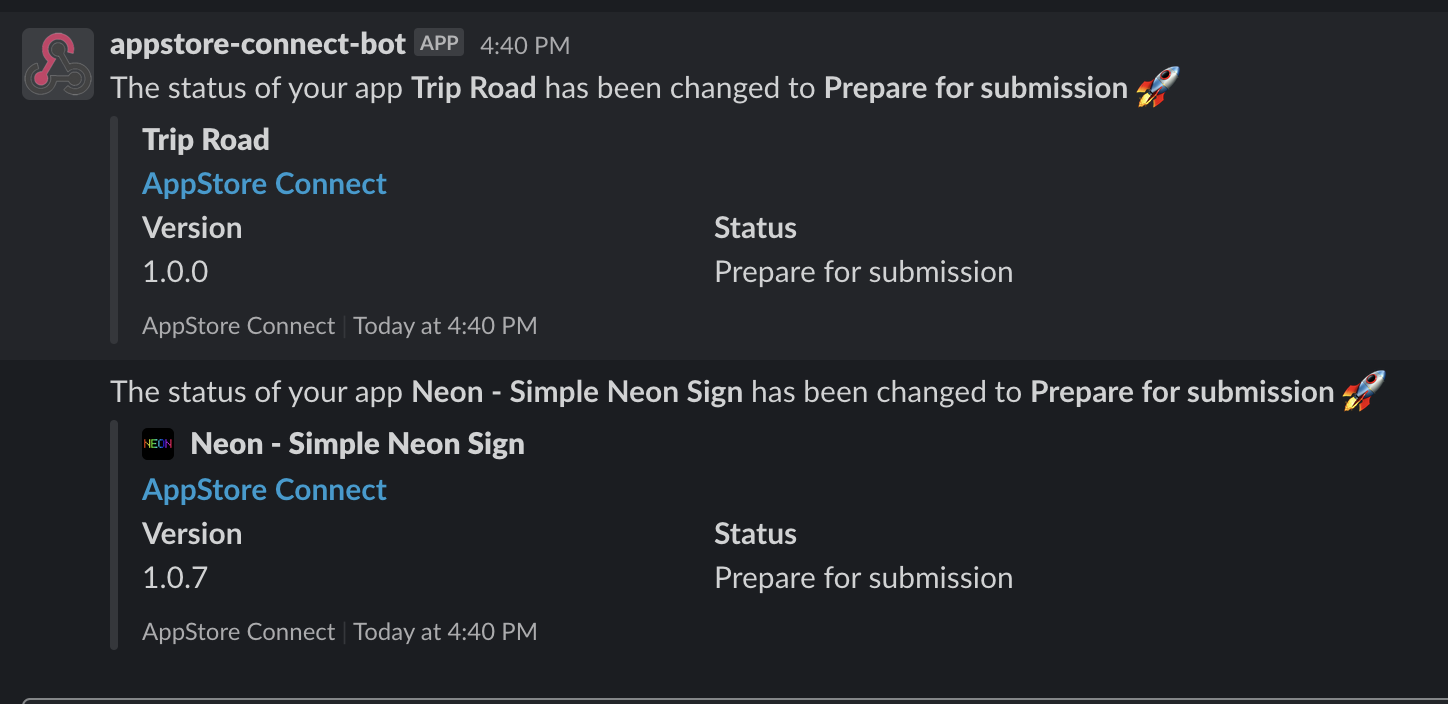 appstore-connect-bot APP 4:40 PM
The status of your app Trip Road has been changed to Prepare for submission 🚀
Trip Road
AppStore Connect
Version Status
1.0.0 Prepare for submission
AppStore Connect | Today at 4:40 PM
The status of your app Neon - Simple Neon Sign has been changed to Prepare for submission 🚀
NEON Neon - Simple Neon Sign
AppStore Connect
Version Status
1.0.7 Prepare for submission
AppStore Connect | Today at 4:40 PM